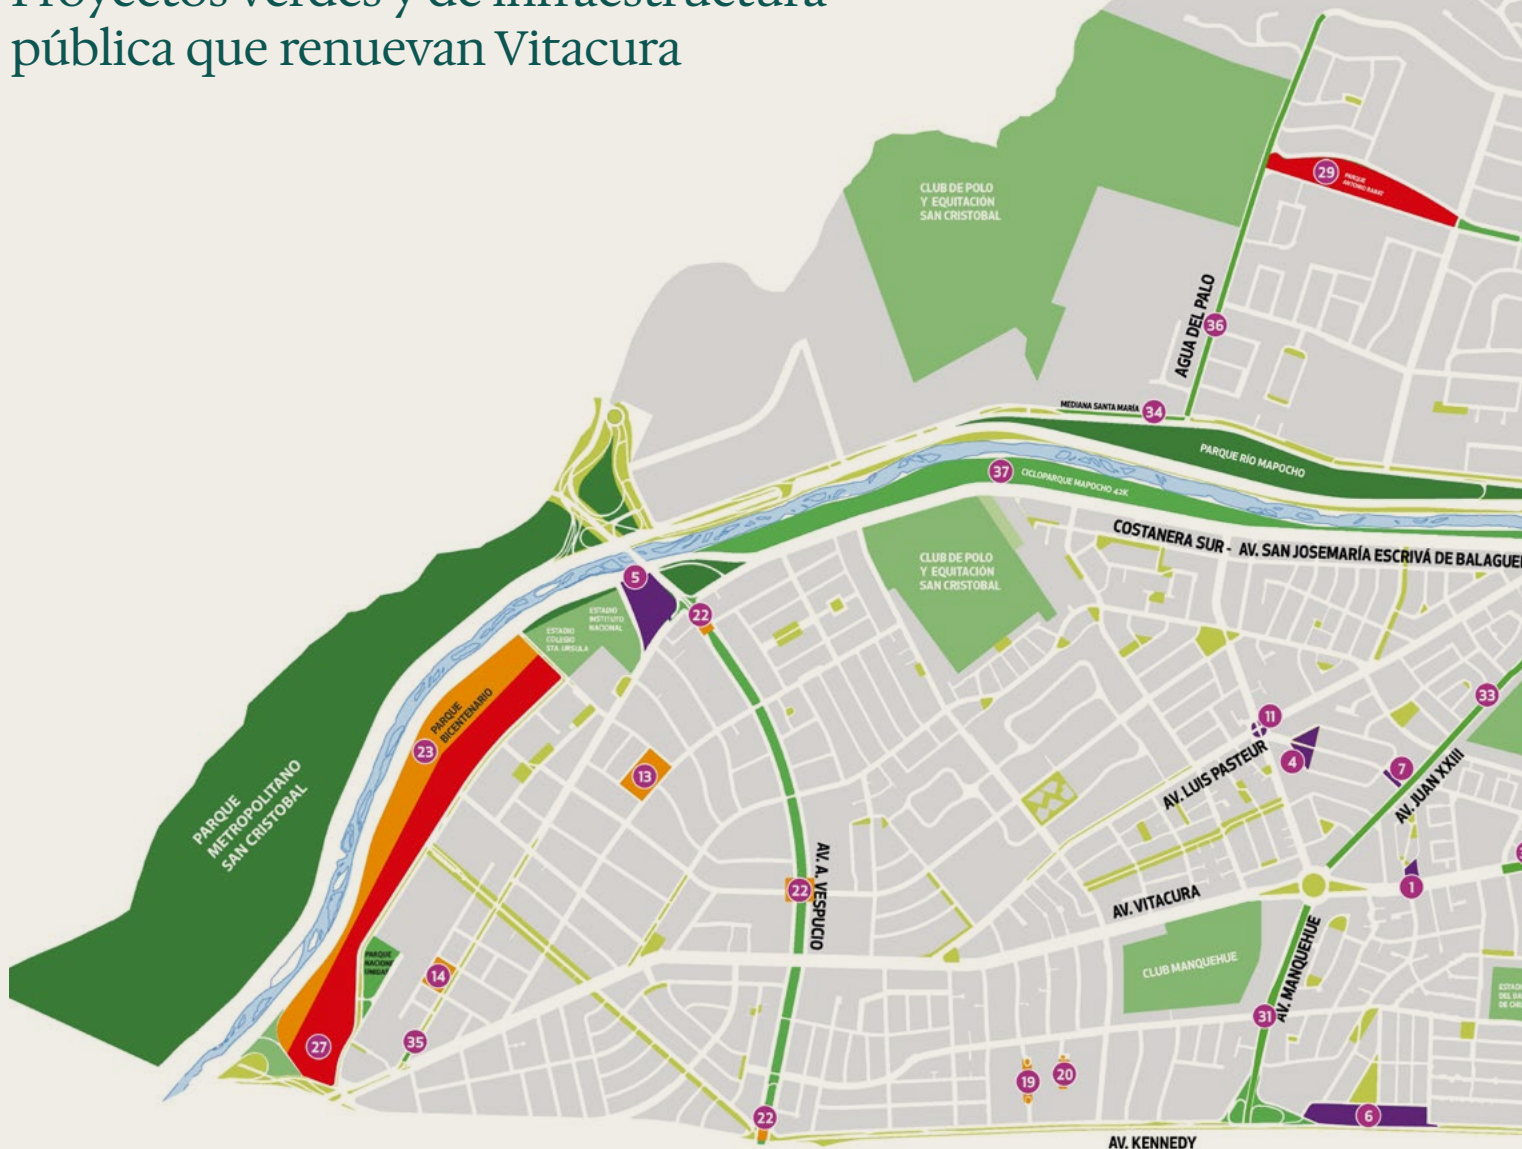 Proyectos verdes y de infraestructura
pública que renuevan Vitacura
CLUB DE POLO
Y EQUITACIÓN
SAN CRISTOBAL
29
PARQUE
ANTONIO RABAT
AGUA DEL PALO
36
MEDIANA SANTA MARÍA
34
PARQUE RÍO MAPOCHO
37
CICLOPARQUE MAPOCHO 42K
COSTANERA SUR - AV. SAN JOSEMARÍA ESCRIVÁ DE BALAGUER
CLUB DE POLO
Y EQUITACIÓN
SAN CRISTOBAL
5
22
ESTADIO
INSTITUTO
NACIONAL
ESTADIO
COLEGIO
STA URSULA
PARQUE
BICENTENARIO
23
13
PARQUE
METROPOLITANO
SAN CRISTOBAL
33
11
4
7
AV. LUIS PASTEUR
AV. JUAN XXIII
AV. A. VESPUCIO
22
1
AV. VITACURA
AV. MANQUEHUE
CLUB MANQUEHUE
PARQUE
14
27
35
31
19
20
6
22
AV. KENNEDY